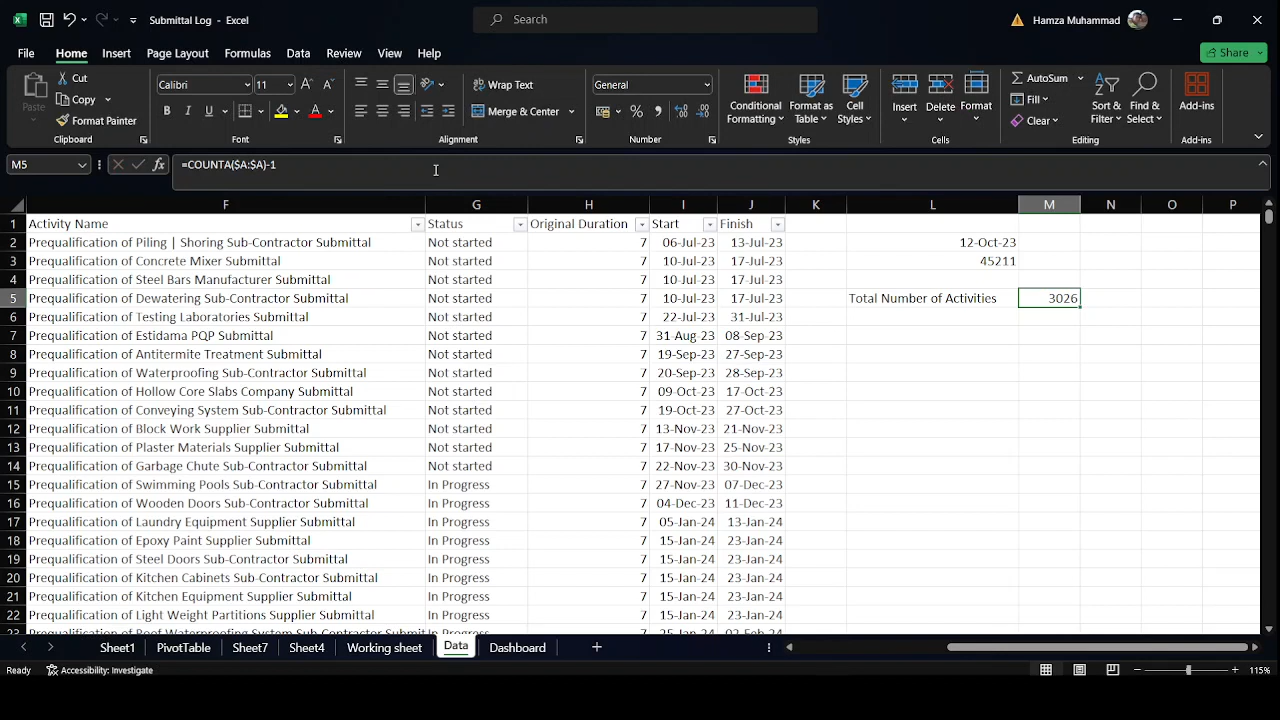 Submittal Log - Excel
Search
Hamza Muhammad
File Home Insert Page Layout Formulas Data Review View Help
Share
Paste
Cut
Copy
Format Painter
Clipboard
Calibri 11
B I U
Font
Wrap Text
Merge & Center
Alignment
General
Number
Conditional Formatting
Format as Table
Cell Styles
Styles
Insert Delete Format
Cells
AutoSum
Fill
Clear
Sort & Filter
Find & Select
Editing
Add-ins
Add-ins
M5
=COUNTA($A:$A)-1
F G H I J K L M N O P
1 Activity Name Status Original Duration Start Finish
2 Prequalification of Piling | Shoring Sub-Contractor Submittal Not started 7 06-Jul-23 13-Jul-23 12-Oct-23
3 Prequalification of Concrete Mixer Submittal Not started 7 10-Jul-23 17-Jul-23 45211
4 Prequalification of Steel Bars Manufacturer Submittal Not started 7 10-Jul-23 17-Jul-23
5 Prequalification of Dewatering Sub-Contractor Submittal Not started 7 10-Jul-23 17-Jul-23 Total Number of Activities 3026
6 Prequalification of Testing Laboratories Submittal Not started 7 22-Jul-23 31-Jul-23
7 Prequalification of Estidama PQP Submittal Not started 7 31-Aug-23 08-Sep-23
8 Prequalification of Antitermite Treatment Submittal Not started 7 19-Sep-23 27-Sep-23
9 Prequalification of Waterproofing Sub-Contractor Submittal Not started 7 20-Sep-23 28-Sep-23
10 Prequalification of Hollow Core Slabs Company Submittal Not started 7 09-Oct-23 17-Oct-23
11 Prequalification of Conveying System Sub-Contractor Submittal Not started 7 19-Oct-23 27-Oct-23
12 Prequalification of Block Work Supplier Submittal Not started 7 13-Nov-23 21-Nov-23
13 Prequalification of Plaster Materials Supplier Submittal Not started 7 17-Nov-23 25-Nov-23
14 Prequalification of Garbage Chute Sub-Contractor Submittal Not started 7 22-Nov-23 30-Nov-23
15 Prequalification of Swimming Pools Sub-Contractor Submittal In Progress 7 27-Nov-23 07-Dec-23
16 Prequalification of Wooden Doors Sub-Contractor Submittal In Progress 7 04-Dec-23 11-Dec-23
17 Prequalification of Laundry Equipment Supplier Submittal In Progress 7 05-Jan-24 13-Jan-24
18 Prequalification of Epoxy Paint Supplier Submittal In Progress 7 15-Jan-24 23-Jan-24
19 Prequalification of Steel Doors Sub-Contractor Submittal In Progress 7 15-Jan-24 23-Jan-24
20 Prequalification of Kitchen Cabinets Sub-Contractor Submittal In Progress 7 15-Jan-24 23-Jan-24
21 Prequalification of Kitchen Equipment Supplier Submittal In Progress 7 15-Jan-24 23-Jan-24
22 Prequalification of Light Weight Partitions Supplier Submittal In Progress 7 15-Jan-24 23-Jan-24
23 Prequalification of Roof Waterproofing System Sub-Contractor Submit In Progress 7 25-Jan-24 02-Feb-24
Sheet1 PivotTable Sheet7 Sheet4 Working sheet Data Dashboard
Ready Accessibility: Investigate 115%